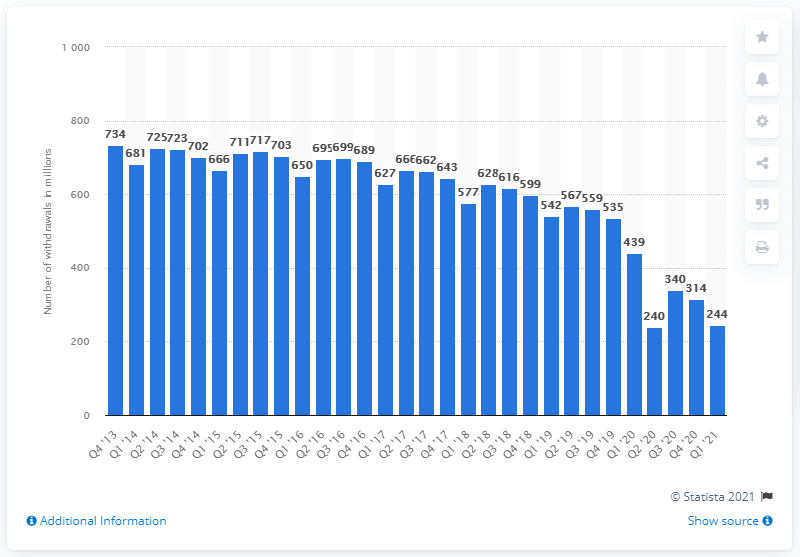 1 000
800
600
400
200
0
Number of withdrawals in millions
734 681 725 723 702 666 711 717 703 650 695 699 689 627 666 662 643 577 628 616 599 542 567 559 535 439 240 340 314 244
Q4 '13 Q1 '14 Q2 '14 Q3 '14 Q4 '14 Q1 '15 Q2 '15 Q3 '15 Q4 '15 Q1 '16 Q2 '16 Q3 '16 Q4 '16 Q1 '17 Q2 '17 Q3 '17 Q4 '17 Q1 '18 Q2 '18 Q3 '18 Q4 '18 Q1 '19 Q2 '19 Q3 '19 Q4 '19 Q1 '20 Q2 '20 Q3 '20 Q4 '20 Q1 '21
© Statista 2021
Additional Information
Show source